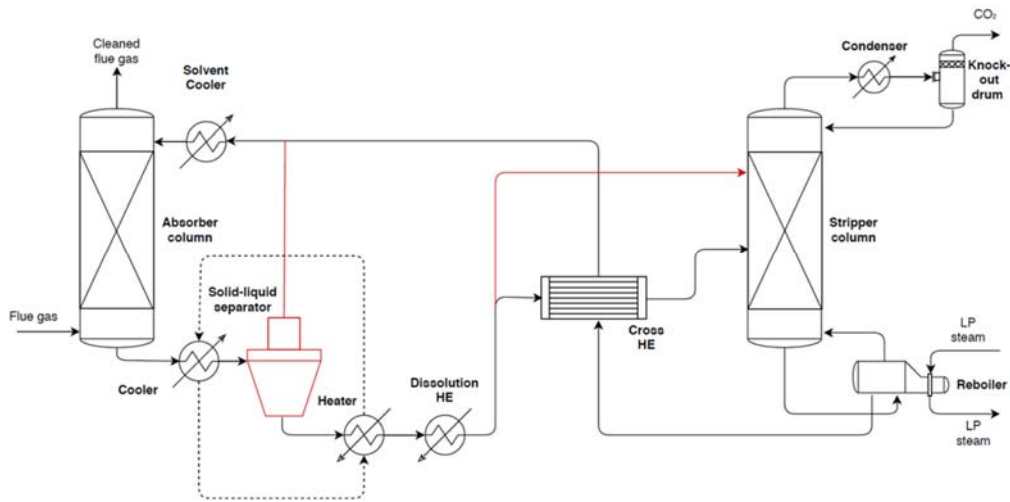 CO₂
Cleaned
flue gas
Solvent
Cooler
Condenser
Knock-
out
drum
Absorber
column
Stripper
column
Solid-liquid
separator
Flue gas
Cross
HE
LP
steam
Cooler
Heater
Dissolution
HE
Reboiler
LP
steam